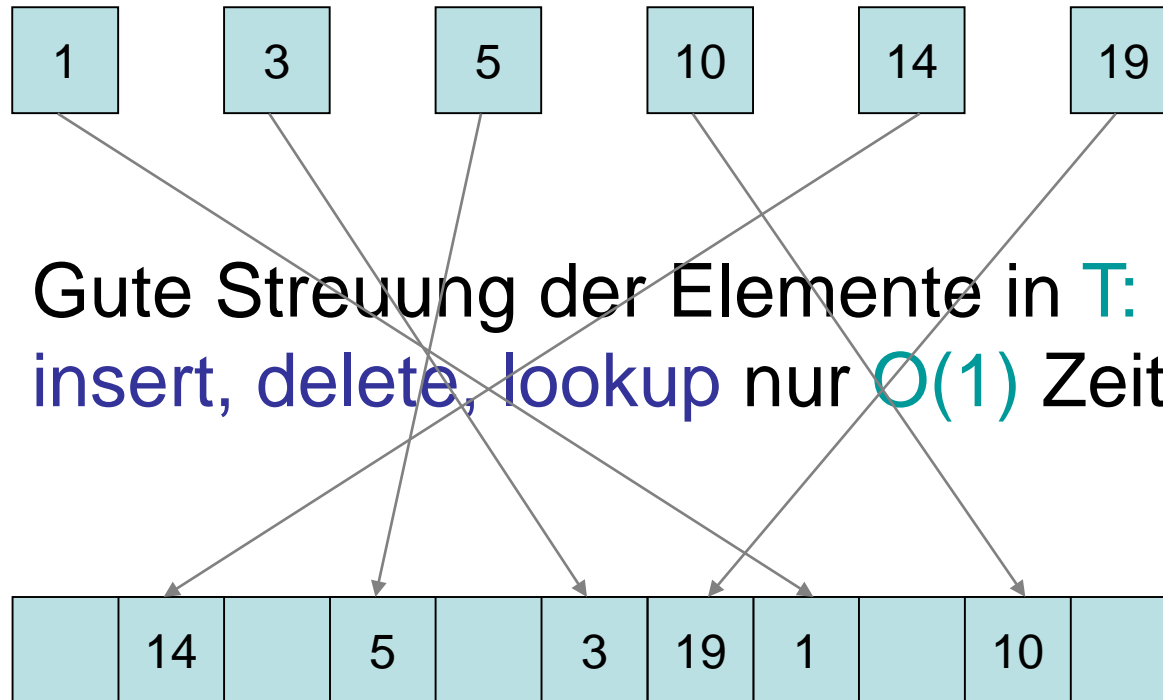 1 3 5 10 14 19
Gute Streuung der Elemente in T:
insert, delete, lookup nur O(1) Zeit
14 5 3 19 1 10